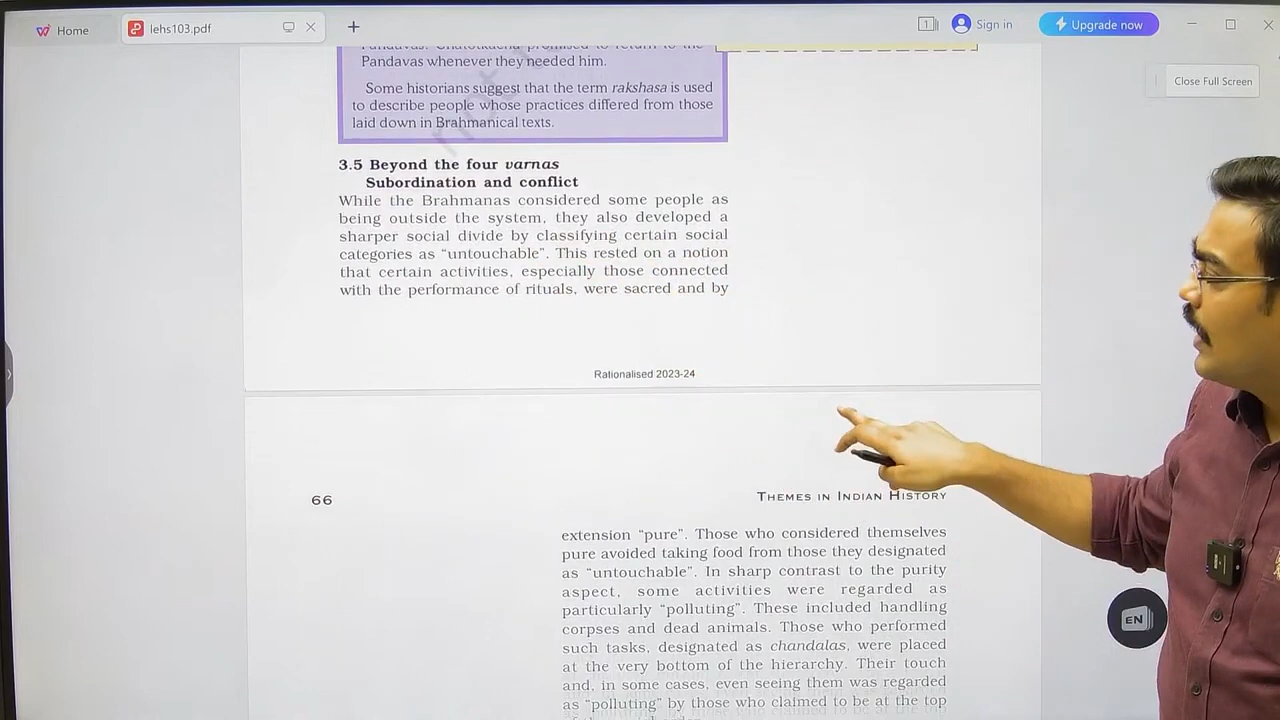 Home
lehs103.pdf
1
Sign in
Upgrade now
Close Full Screen
Pandavas whenever they needed him.
Some historians suggest that the term rakshasa is used
to describe people whose practices differed from those
laid down in Brahmanical texts.
3.5 Beyond the four varnas
Subordination and conflict
While the Brahmanas considered some people as
being outside the system, they also developed a
sharper social divide by classifying certain social
categories as “untouchable”. This rested on a notion
that certain activities, especially those connected
with the performance of rituals, were sacred and by
Rationalised 2023-24
66
THEMES IN INDIAN HISTORY
extension “pure”. Those who considered themselves
pure avoided taking food from those they designated
as “untouchable”. In sharp contrast to the purity
aspect, some activities were regarded as
particularly “polluting”. These included handling
corpses and dead animals. Those who performed
such tasks, designated as chandalas, were placed
at the very bottom of the hierarchy. Their touch
and, in some cases, even seeing them was regarded
as “polluting” by those who claimed to be at the top
EN